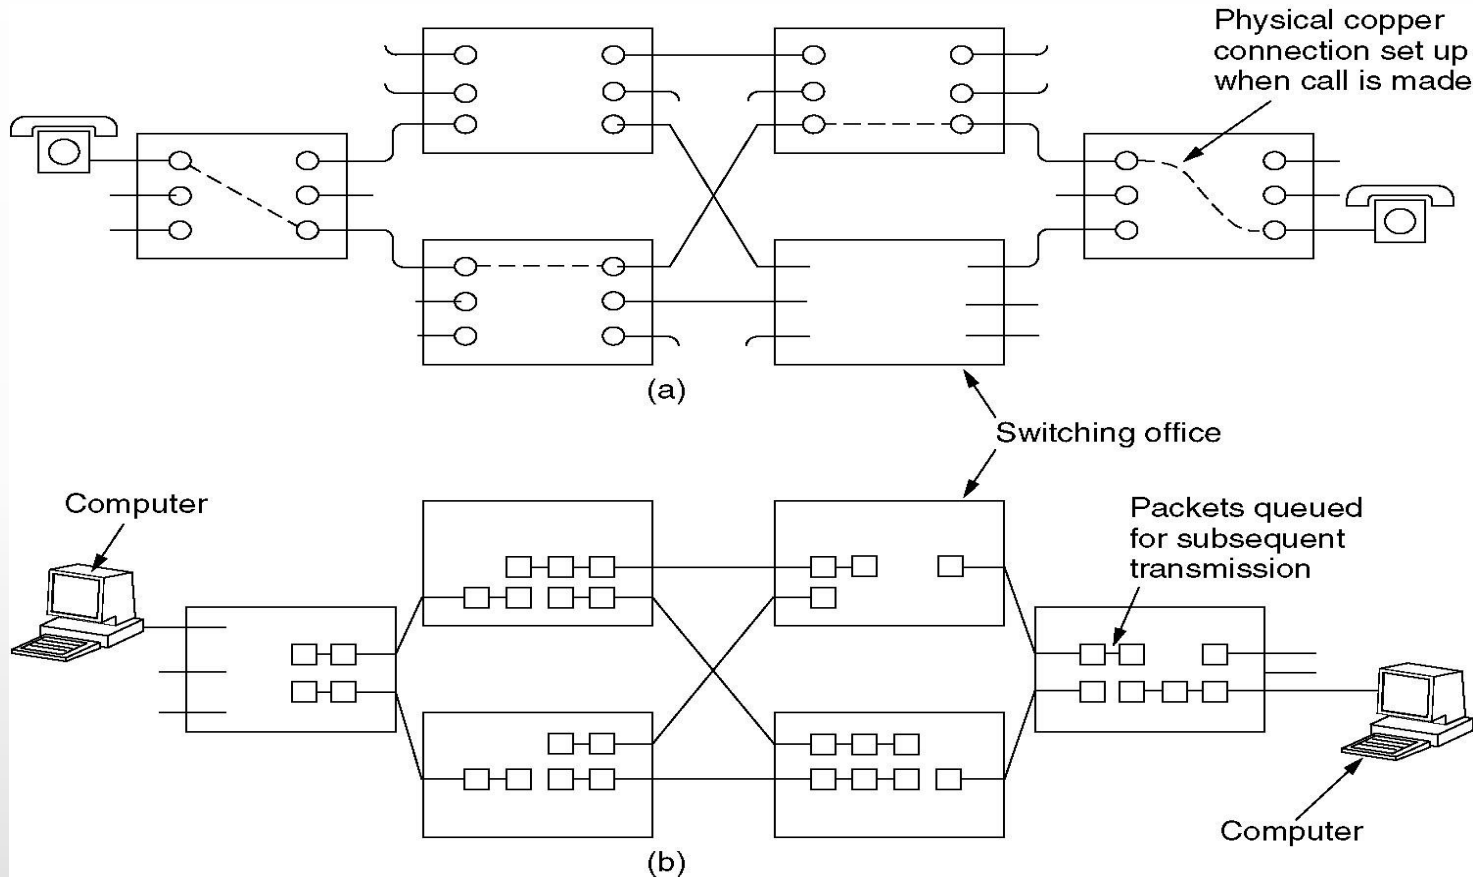 Physical copper
connection set up
when call is made
(a)
Switching office
Computer
Packets queued
for subsequent
transmission
Computer
(b)